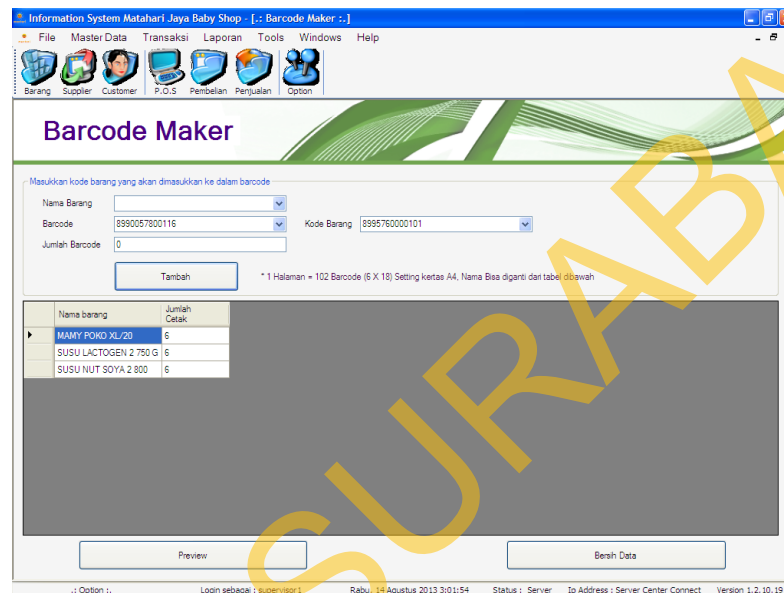 Information System Matahari Jaya Baby Shop - [.: Barcode Maker :.]
File Master Data Transaksi Laporan Tools Windows Help
Barang Supplier Customer P.O.S Pembelian Penjualan Option
Barcode Maker
Masukkan kode barang yang akan dimasukkan ke dalam barcode
Nama Barang
Barcode 8990057800116 Kode Barang 8995760000101
Jumlah Barcode 0
Tambah * 1 Halaman = 102 Barcode (6 X 18) Setting kertas A4, Nama Bisa diganti dari tabel dibawah
Nama barang Jumlah Cetak
MAMY POKO XL/20 6
SUSU LACTOGEN 2 750 G 6
SUSU NUT SOYA 2 800 6
Preview Bersih Data
.: Option :. Login sebagai : supervisor1 Rabu, 14 Agustus 2013 3:01:54 Status : Server Ip Address : Server Center Connect Version 1.2.10.19
SURABA